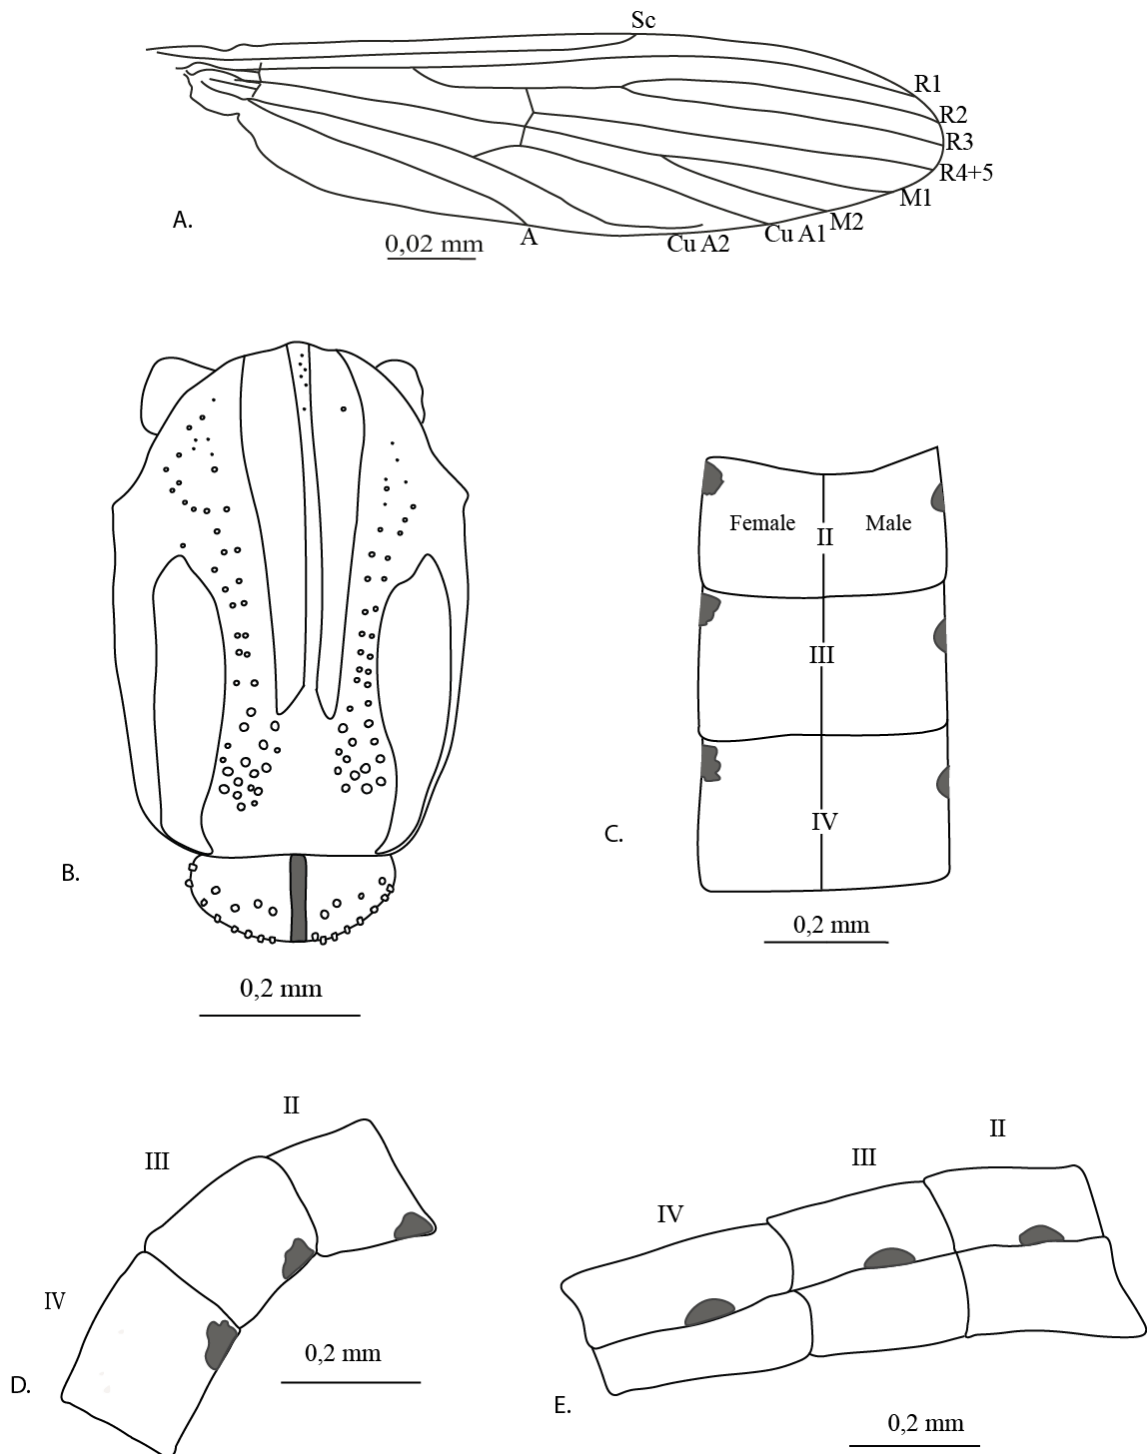 Sc
R1
R2
R3
R4+5
M1
M2
Cu A1
Cu A2
A
A.
0,02 mm
B.
0,2 mm
Female
Male
II
III
IV
C.
0,2 mm
II
III
IV
D.
0,2 mm
II
III
IV
E.
0,2 mm